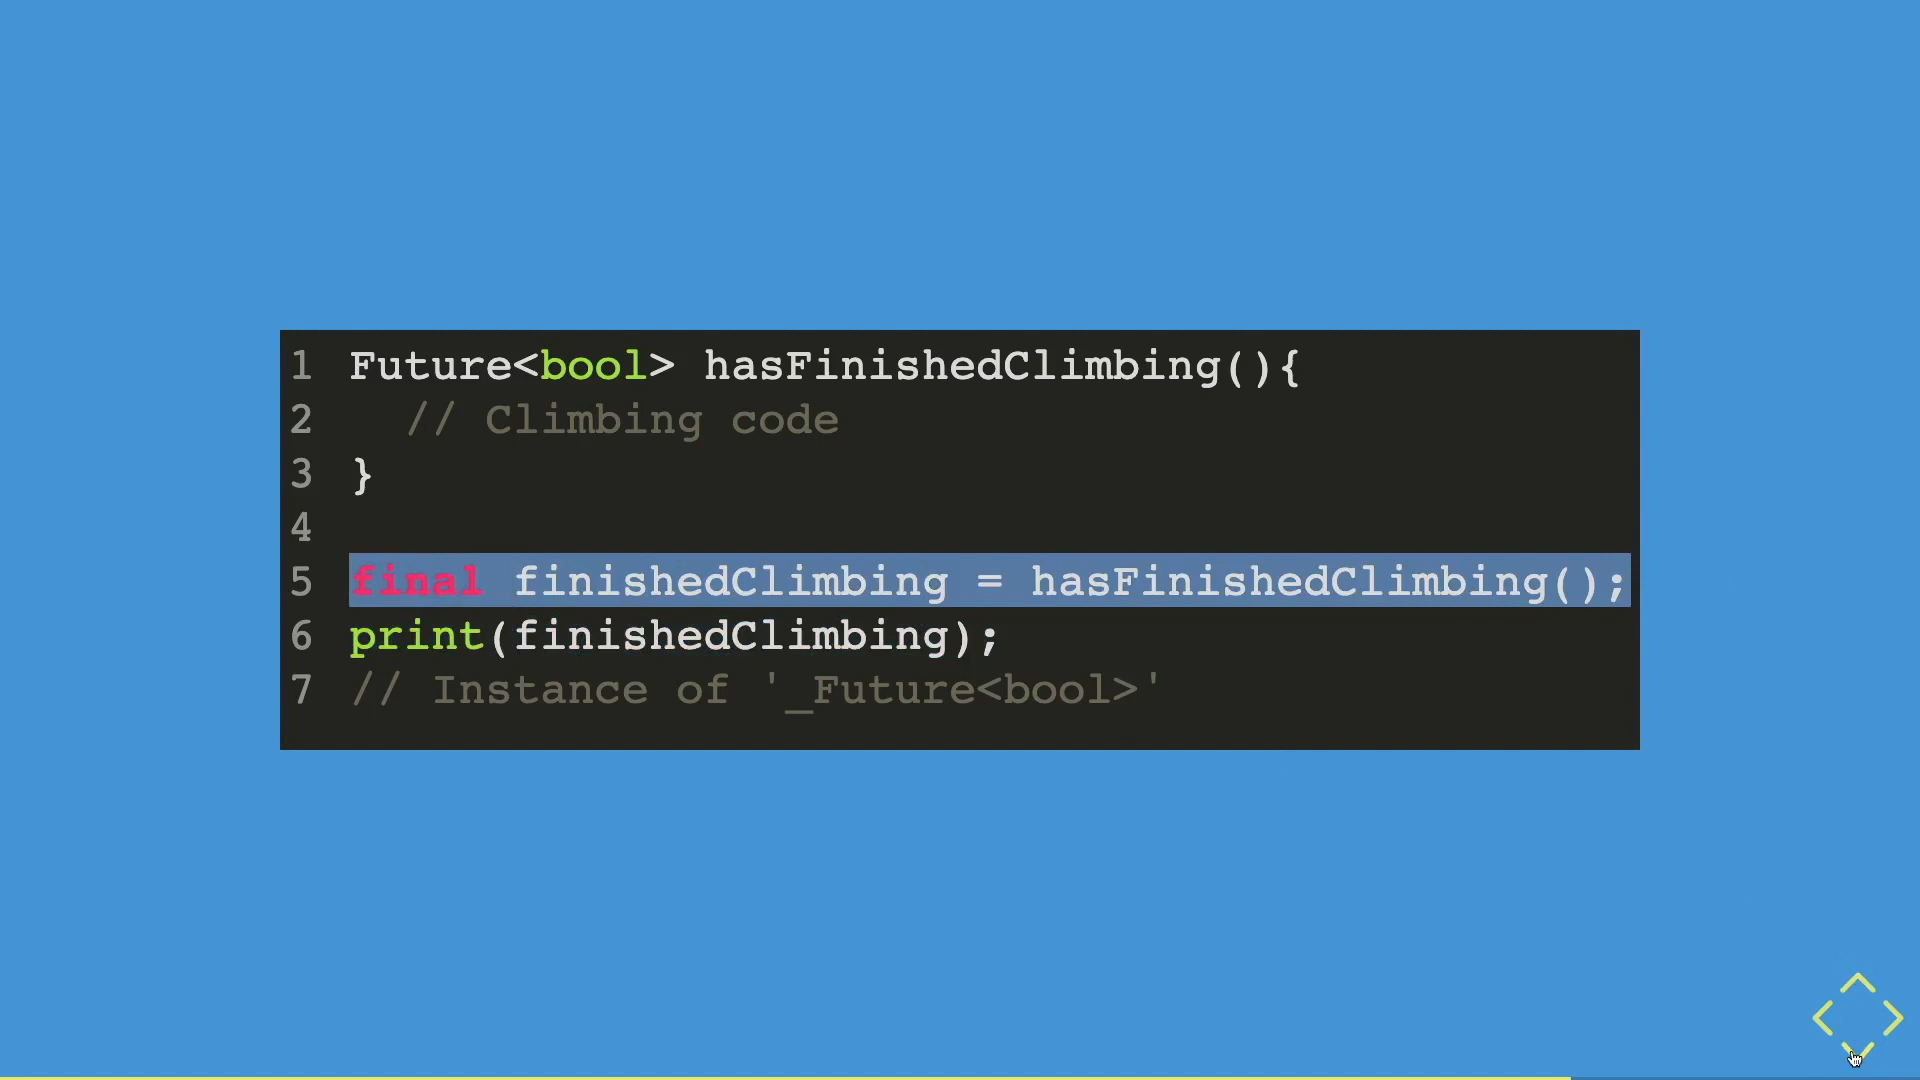 1 Future<bool> hasFinishedClimbing(){
2 // Climbing code
3 }
4
5 final finishedClimbing = hasFinishedClimbing();
6 print(finishedClimbing);
7 // Instance of '_Future<bool>'